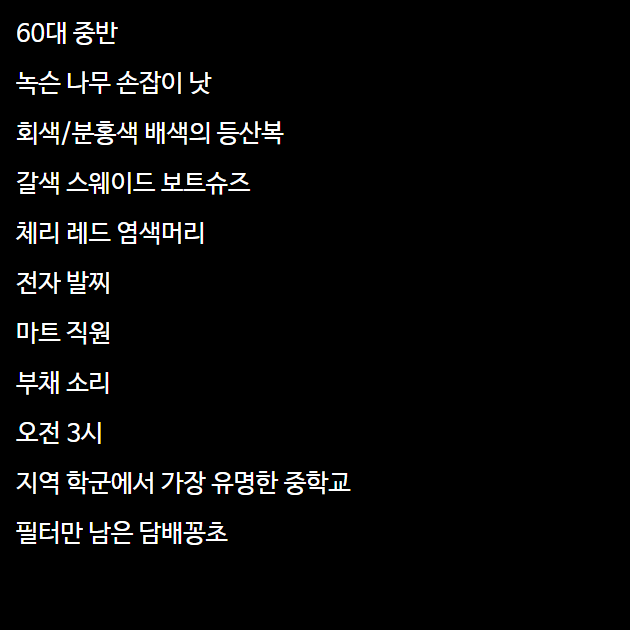 60대 중반
녹슨 나무 손잡이 낫
회색/분홍색 배색의 등산복
갈색 스웨이드 보트슈즈
체리 레드 염색머리
전자 발찌
마트 직원
부채 소리
오전 3시
지역 학군에서 가장 유명한 중학교
필터만 남은 담배꽁초